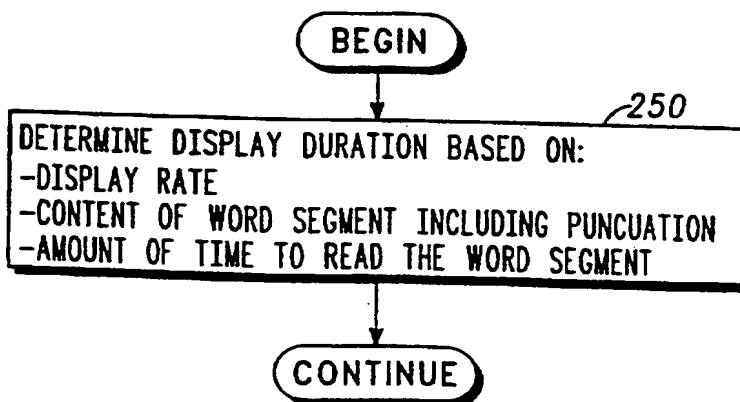 BEGIN
250
DETERMINE DISPLAY DURATION BASED ON:
-DISPLAY RATE
-CONTENT OF WORD SEGMENT INCLUDING PUNCUATION
-AMOUNT OF TIME TO READ THE WORD SEGMENT
CONTINUE